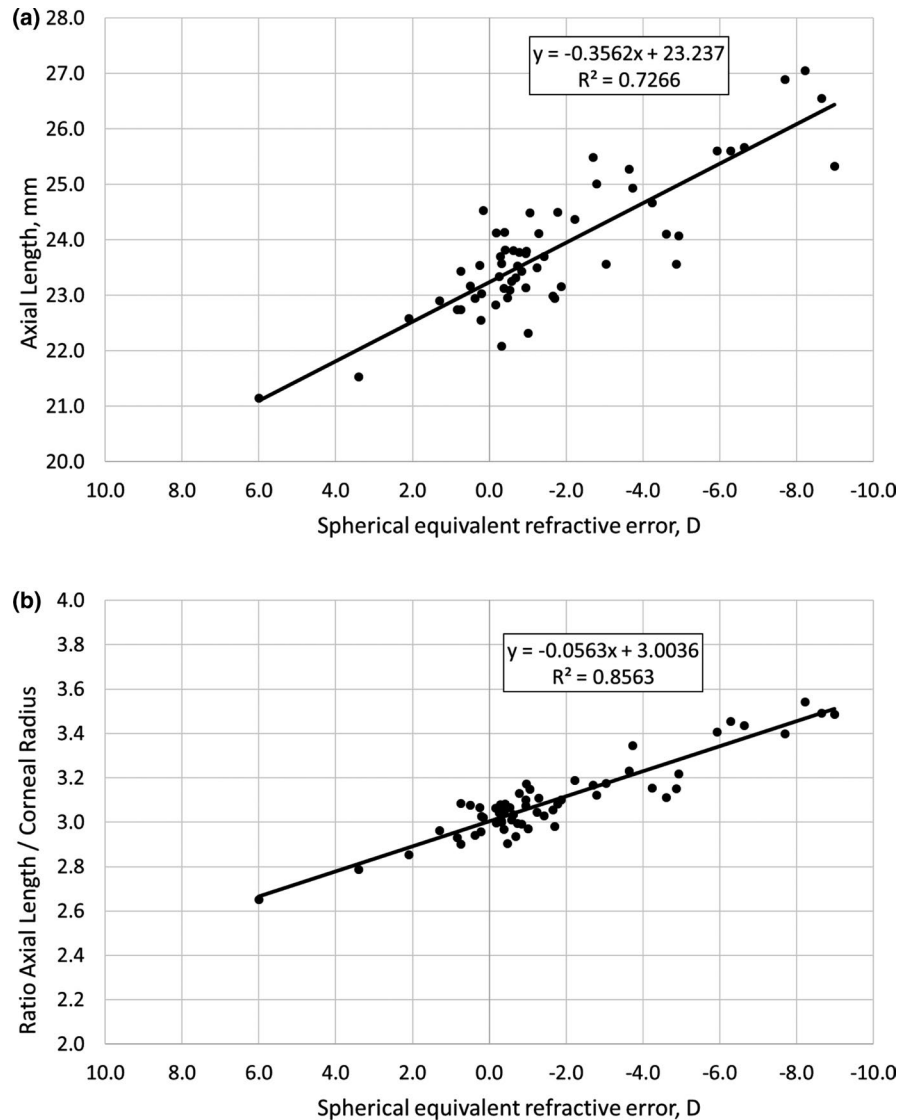 (a)
28.0
27.0
26.0
25.0
24.0
23.0
22.0
21.0
20.0
Axial Length, mm
y = -0.3562x + 23.237
R² = 0.7266
10.0 8.0 6.0 4.0 2.0 0.0 -2.0 -4.0 -6.0 -8.0 -10.0
Spherical equivalent refractive error, D
(b)
4.0
3.8
3.6
3.4
3.2
3.0
2.8
2.6
2.4
2.2
2.0
Ratio Axial Length / Corneal Radius
y = -0.0563x + 3.0036
R² = 0.8563
10.0 8.0 6.0 4.0 2.0 0.0 -2.0 -4.0 -6.0 -8.0 -10.0
Spherical equivalent refractive error, D